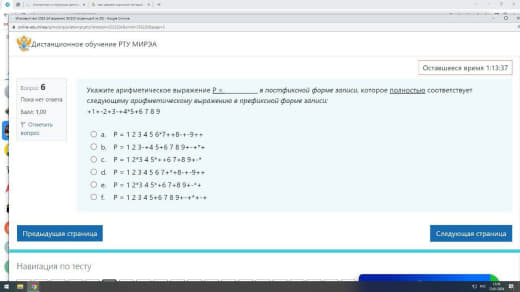 Дистанционное обучение РТУ МИРЭА
Оставшееся время 1:13:37
Вопрос 6
Пока нет ответа
Балл: 1,00
Отметить вопрос
Укажите арифметическое выражение P =____________ в постфиксной форме записи, которое полностью соответствует
следующему арифметическому выражению в префиксной форме записи:
+1+-2+3-+4*5+6 7 8 9
a. P = 1 2 3 4 5 6*7++8-+-9++
b. P = 1 2 3-+4 5+6 7 8 9+-+*+
c. P = 1 2*3 4 5*++6 7+8 9+-*
d. P = 1 2 3 4 5 6 7+*+8-+-9++
e. P = 1 2*3 4 5*+6 7+8 9+-*+
f. P = 1 2 3 4 5+6 7 8 9+-+*+-+
Предыдущая страница
Следующая страница
Навигация по тесту